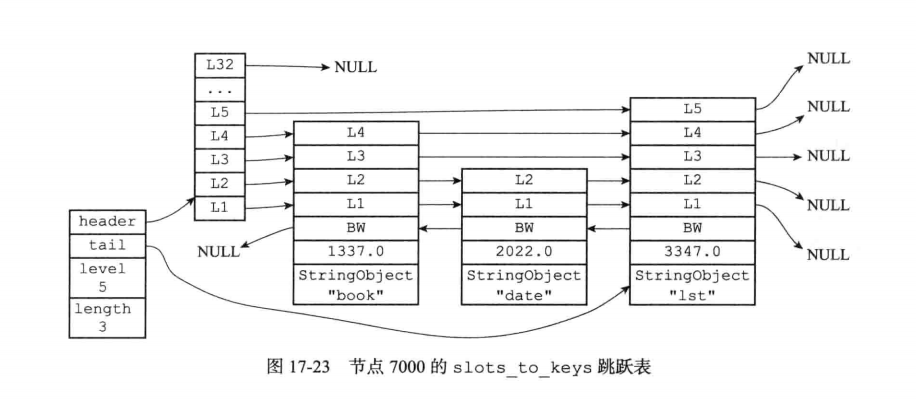 L32
NULL
NULL
...
L5
L5
L4
L4
L4
NULL
L3
L3
L3
NULL
L2
L2
L2
L2
NULL
L1
L1
L1
L1
header
BW
BW
BW
tail
NULL
1337.0
2022.0
3347.0
NULL
level
5
StringObject
"book"
StringObject
"date"
StringObject
"lst"
length
3
图 17-23 节点 7000 的 slots_to_keys 跳跃表